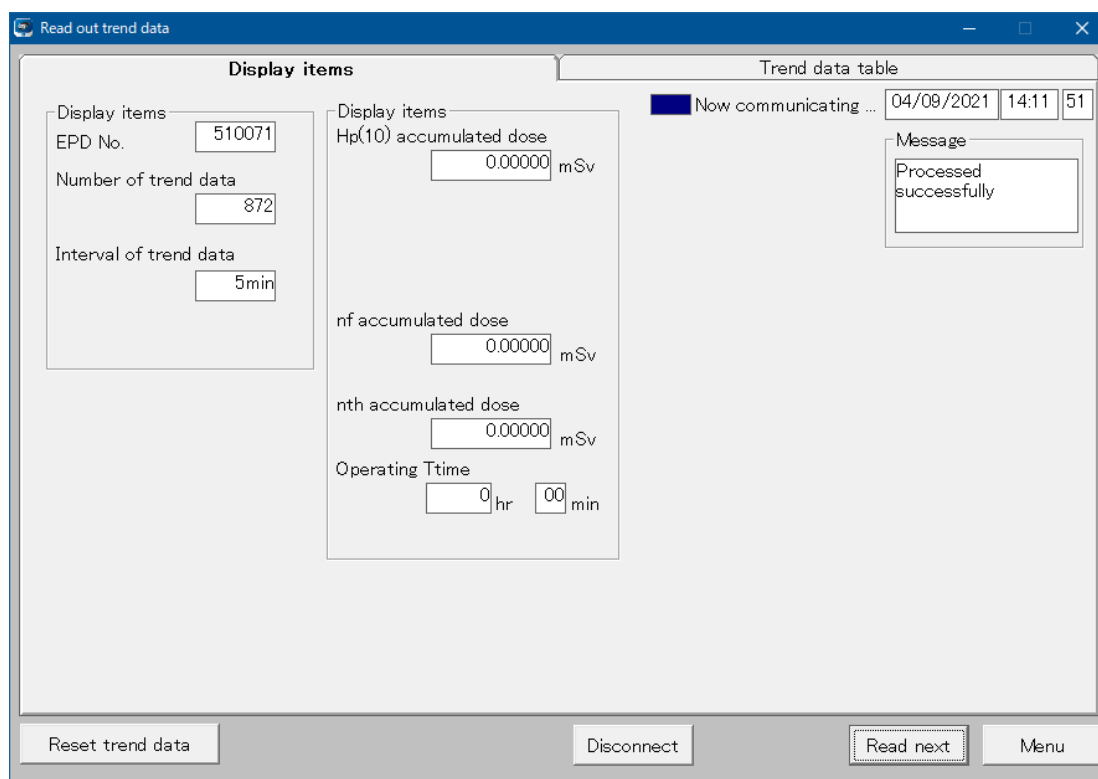 Read out trend data
Display items
Trend data table
Now communicating ...
04/09/2021 14:11 51
Display items
EPD No.
510071
Number of trend data
872
Interval of trend data
5min
Display items
Hp(10) accumulated dose
0.00000 mSv
nf accumulated dose
0.00000 mSv
nth accumulated dose
0.00000 mSv
Operating Ttime
0 hr 00 min
Message
Processed
successfully
Reset trend data
Disconnect
Read next
Menu